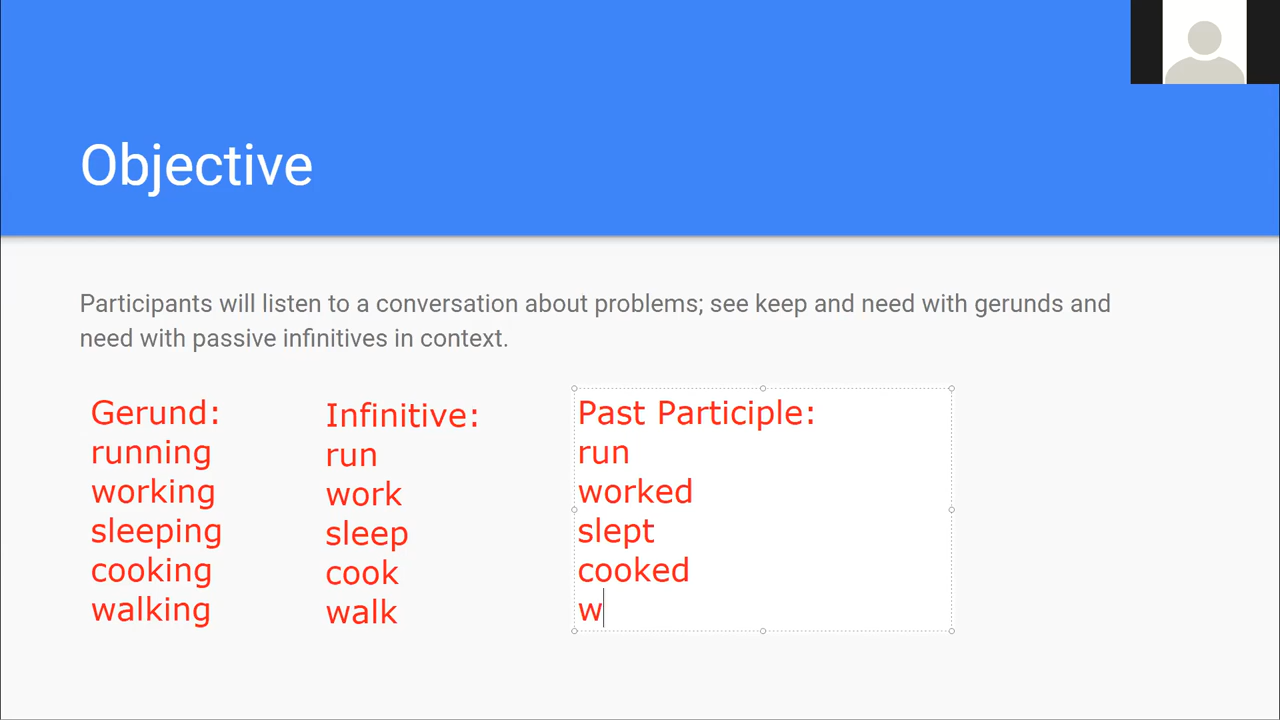 Objective
Participants will listen to a conversation about problems; see keep and need with gerunds and
need with passive infinitives in context.
Gerund:
running
working
sleeping
cooking
walking
Infinitive:
run
work
sleep
cook
walk
Past Participle:
run
worked
slept
cooked
w